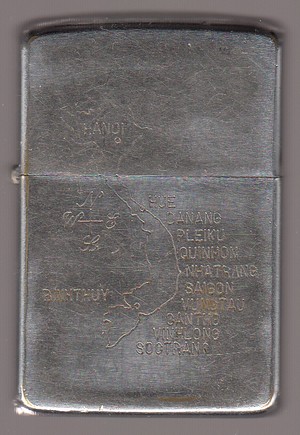 HANOI
N
W E
S
HUE
DANANG
PLEIKU
QUINHON
NHATRANG
SAIGON
VUNGTAU
BINHTHUY
CANTHO
VINHLONG
SOCTRANG